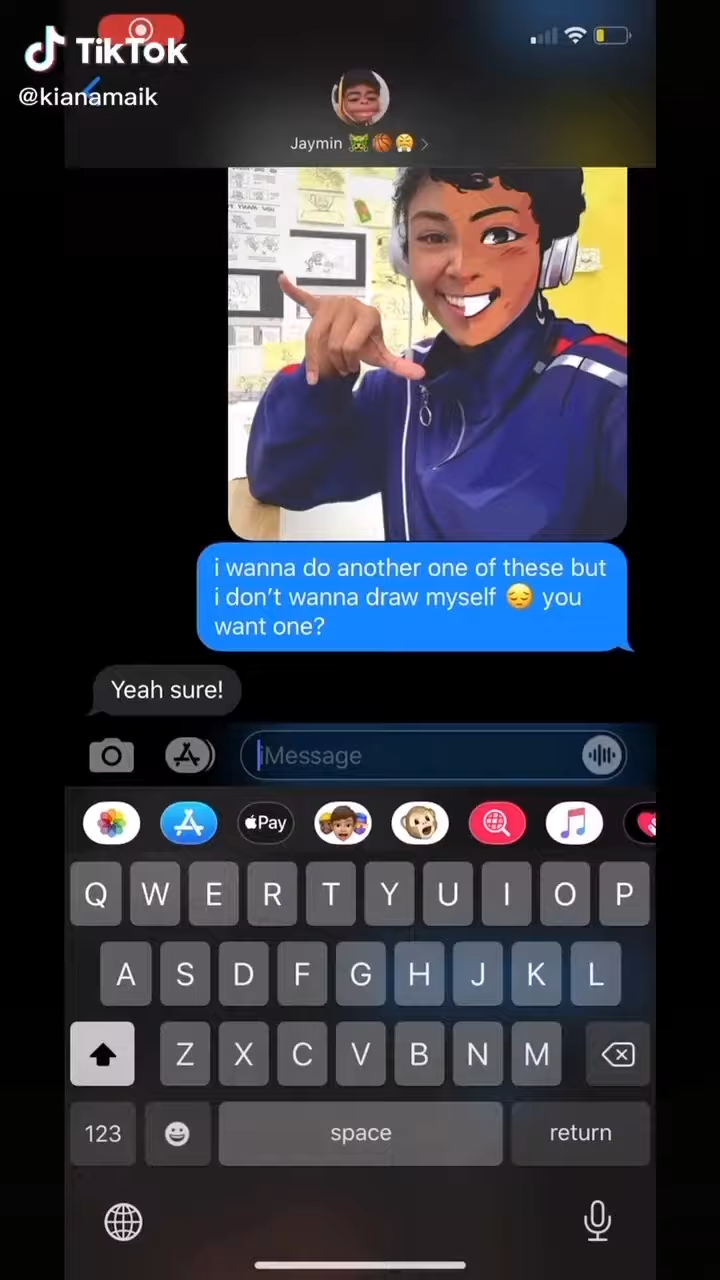 TikTok
@kianamaik
Jaymin 🐲🏀😤 >
i wanna do another one of these but
i don't wanna draw myself 😔 you
want one?
Yeah sure!
iMessage
Pay
Q W E R T Y U I O P
A S D F G H J K L
Z X C V B N M
123 space return